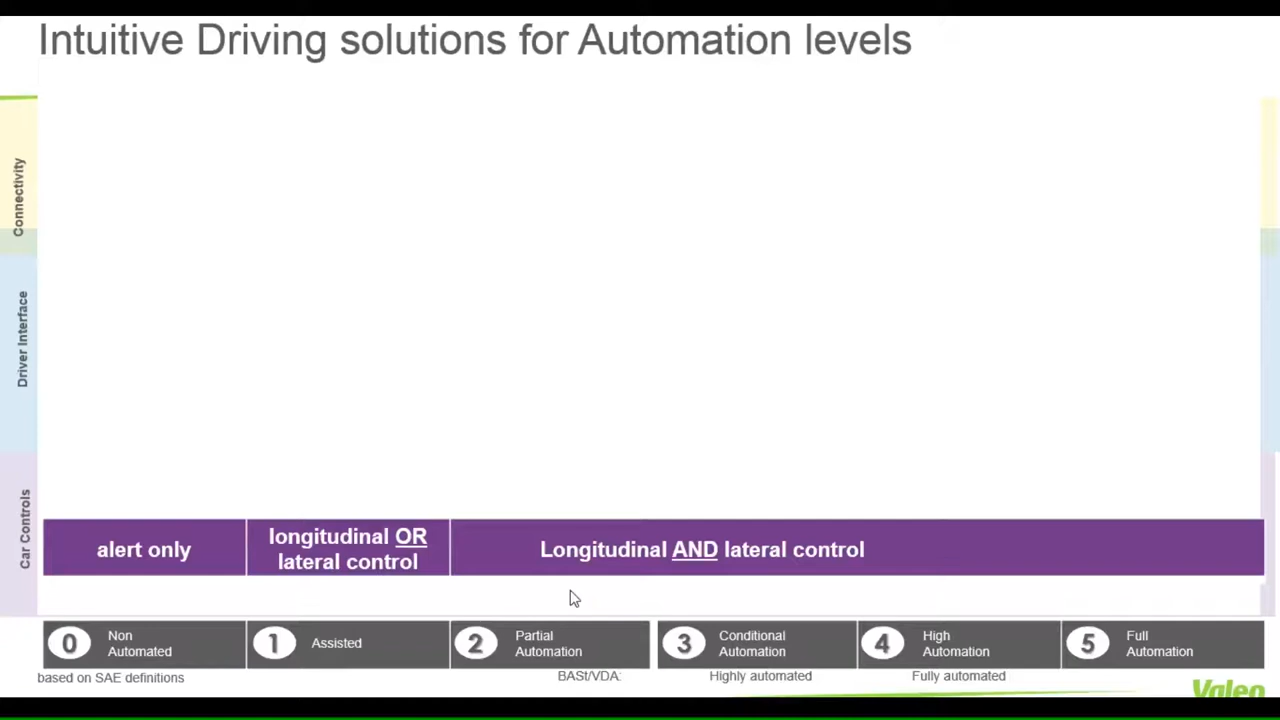 Intuitive Driving solutions for Automation levels
Connectivity
Driver Interface
Car Controls
alert only
longitudinal OR
lateral control
Longitudinal AND lateral control
0
Non
Automated
1
Assisted
2
Partial
Automation
3
Conditional
Automation
4
High
Automation
5
Full
Automation
based on SAE definitions
BASt/VDA:
Highly automated
Fully automated
Valeo